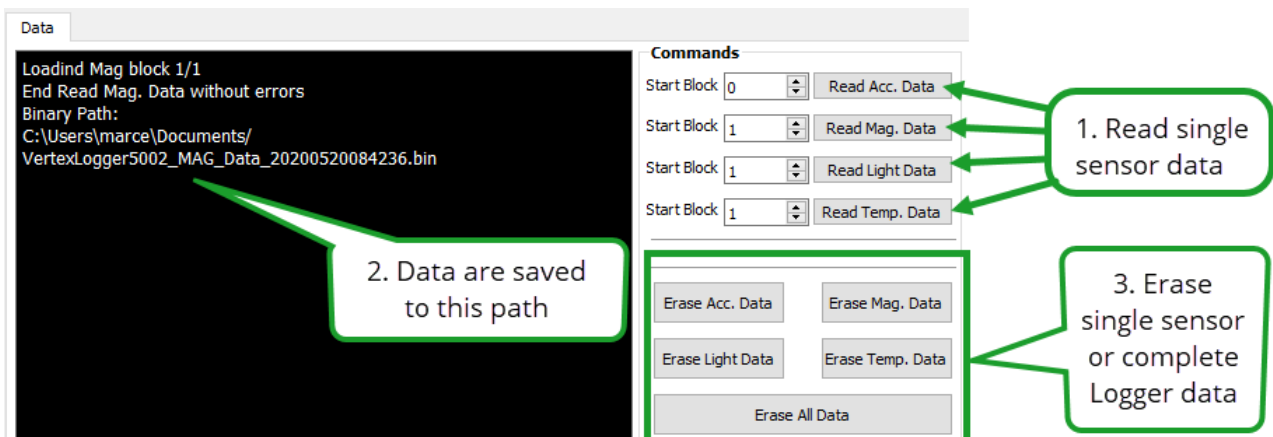 Data
Loadind Mag block 1/1
End Read Mag. Data without errors
Binary Path:
C:\Users\marce\Documents/
VertexLogger5002_MAG_Data_20200520084236.bin
2. Data are saved
to this path
Commands
Start Block 0 Read Acc. Data
Start Block 1 Read Mag. Data
Start Block 1 Read Light Data
Start Block 1 Read Temp. Data
1. Read single
sensor data
Erase Acc. Data Erase Mag. Data
Erase Light Data Erase Temp. Data
Erase All Data
3. Erase
single sensor
or complete
Logger data